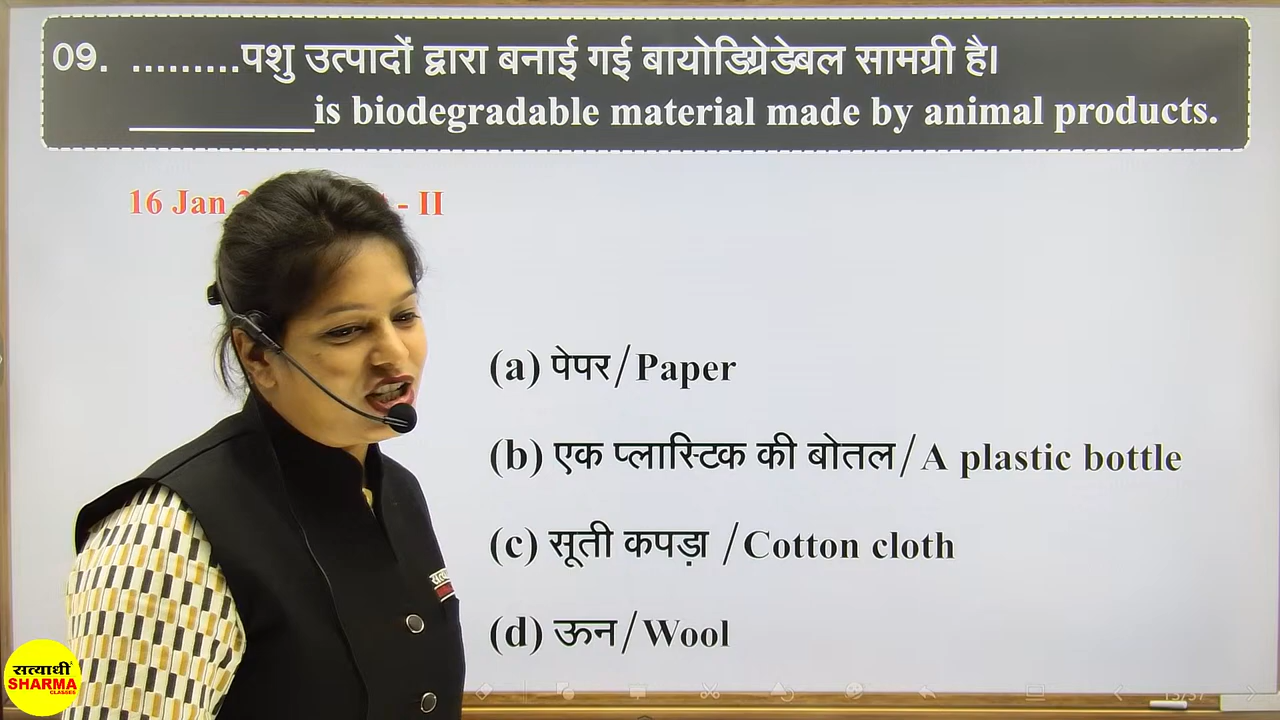 09. .........पशु उत्पादों द्वारा बनाई गई बायोडिग्रेडेबल सामग्री है।
__________is biodegradable material made by animal products.
16 Jan - II
(a) पेपर/Paper
(b) एक प्लास्टिक की बोतल/A plastic bottle
(c) सूती कपड़ा /Cotton cloth
(d) ऊन/Wool
सत्यार्थी
SHARMA
CLASSES